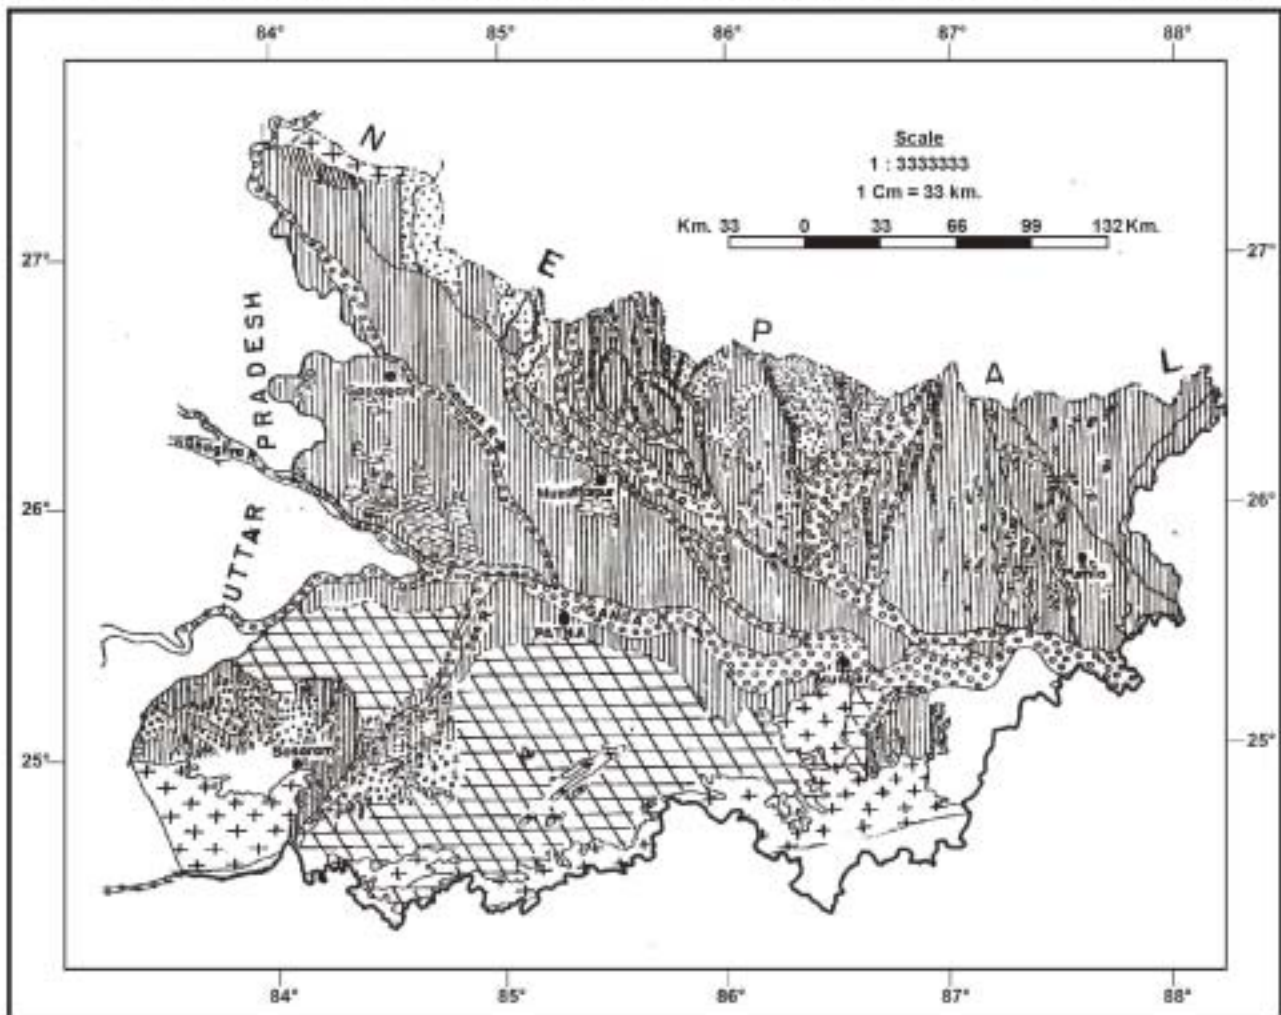 84° 85° 86° 87° 88°
N E P A L
Scale
1 : 3333333
1 Cm = 33 km.
Km. 33 0 33 66 99 132 Km.
27° 27°
UTTAR PRADESH
26° 26°
PATNA
Sasaram
25° 25°
84° 85° 86° 87° 88°